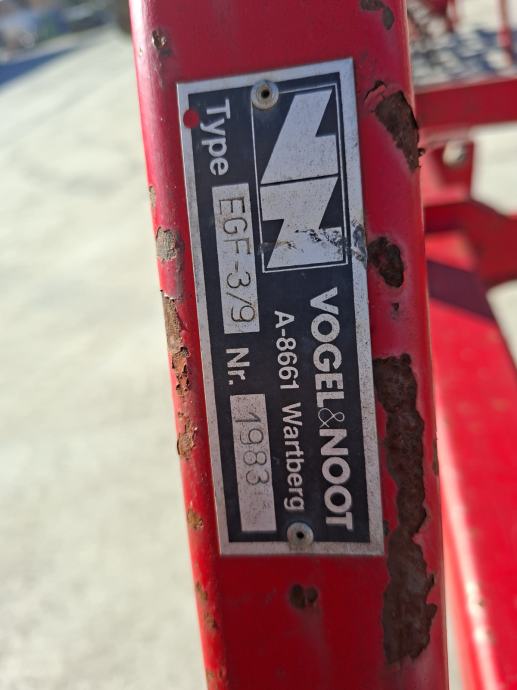 VOGEL&NOOT
A-8661 Wartberg
Type EGF-3/9 Nr. 1983